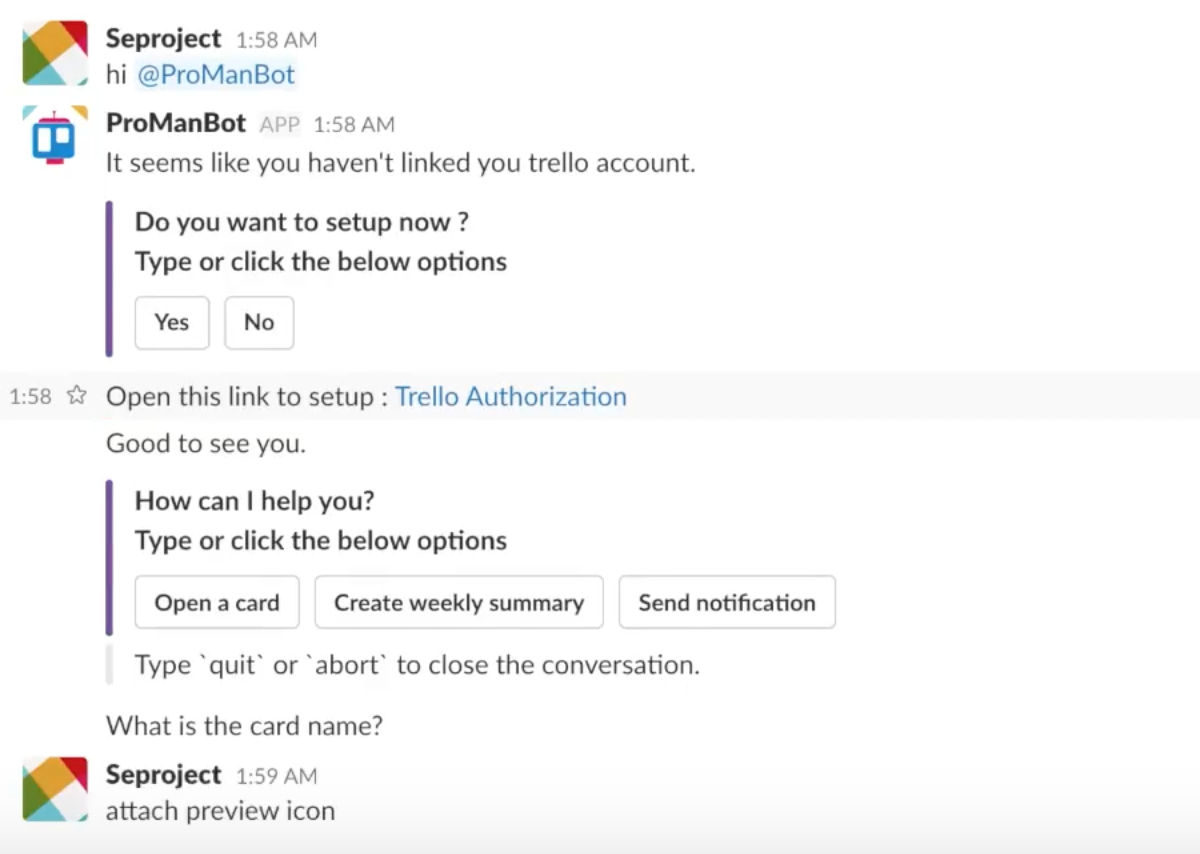 Seproject 1:58 AM
hi @ProManBot
ProManBot APP 1:58 AM
It seems like you haven't linked you trello account.
Do you want to setup now ?
Type or click the below options
Yes No
1:58 Open this link to setup : Trello Authorization
Good to see you.
How can I help you?
Type or click the below options
Open a card Create weekly summary Send notification
Type `quit` or `abort` to close the conversation.
What is the card name?
Seproject 1:59 AM
attach preview icon